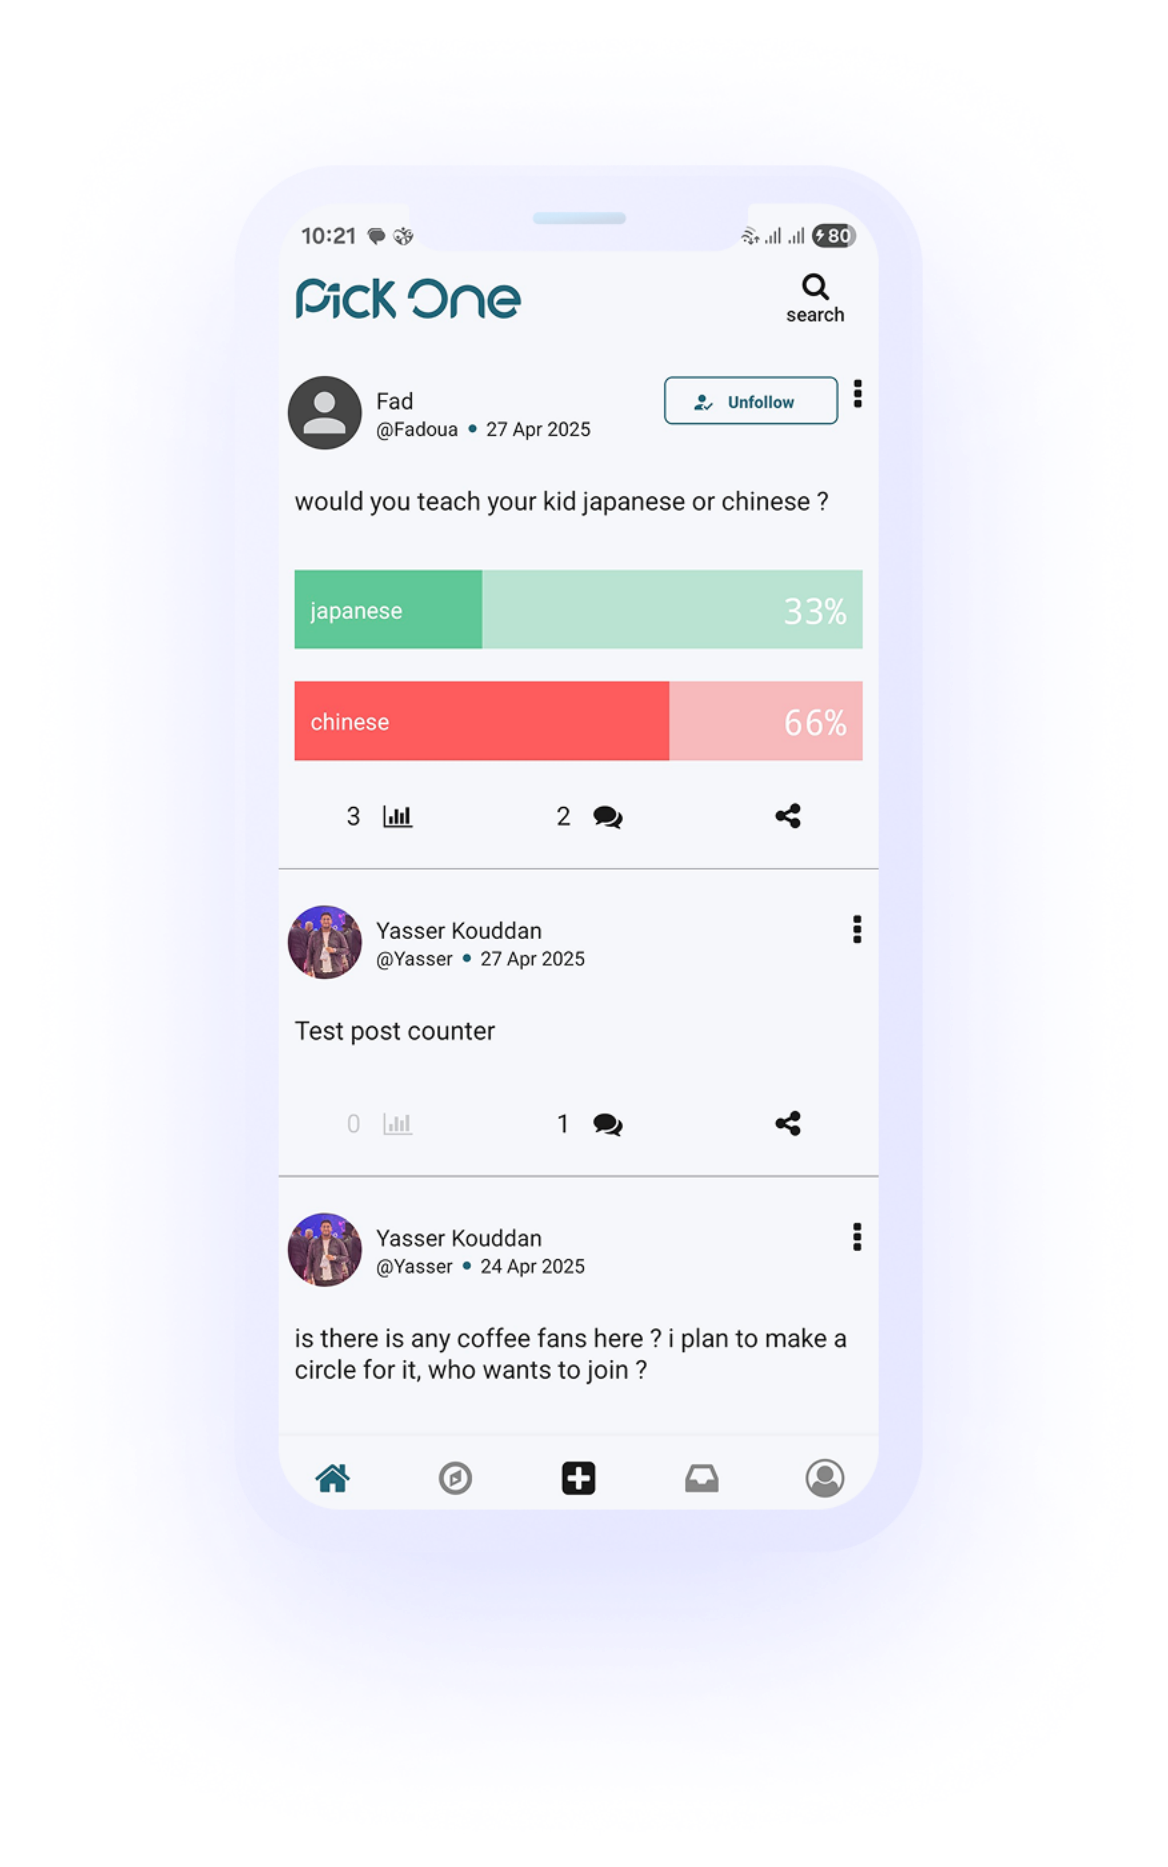 10:21
80
Pick One
search
Fad
@Fadoua • 27 Apr 2025
Unfollow
would you teach your kid japanese or chinese ?
japanese 33%
chinese 66%
3 2
Yasser Kouddan
@Yasser • 27 Apr 2025
Test post counter
0 1
Yasser Kouddan
@Yasser • 24 Apr 2025
is there is any coffee fans here ? i plan to make a
circle for it, who wants to join ?